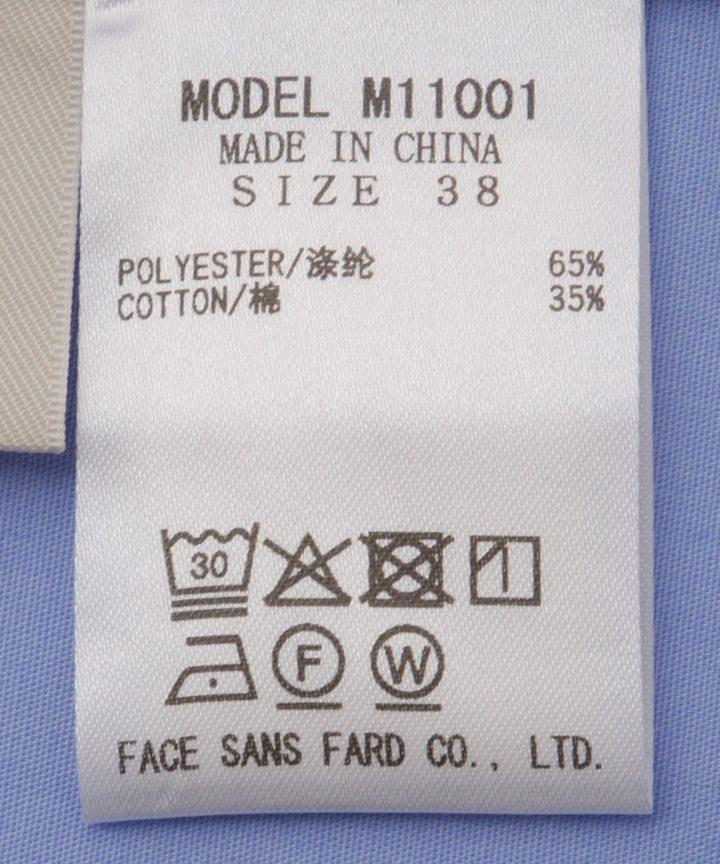 MODEL M11001
MADE IN CHINA
SIZE 38
POLYESTER/涤纶 65%
COTTON/棉 35%
30
F W
FACE SANS FARD CO., LTD.